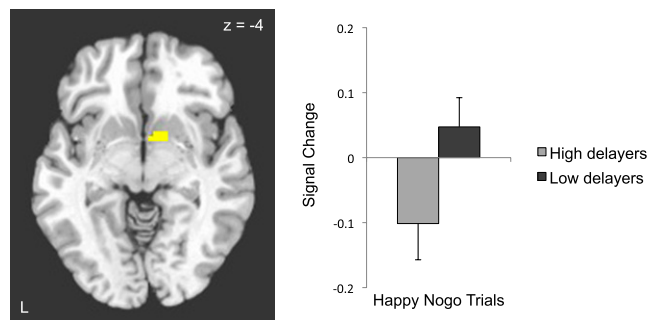 z = -4
L
Signal Change
0.2
0.1
0
-0.1
-0.2
Happy Nogo Trials
High delayers
Low delayers